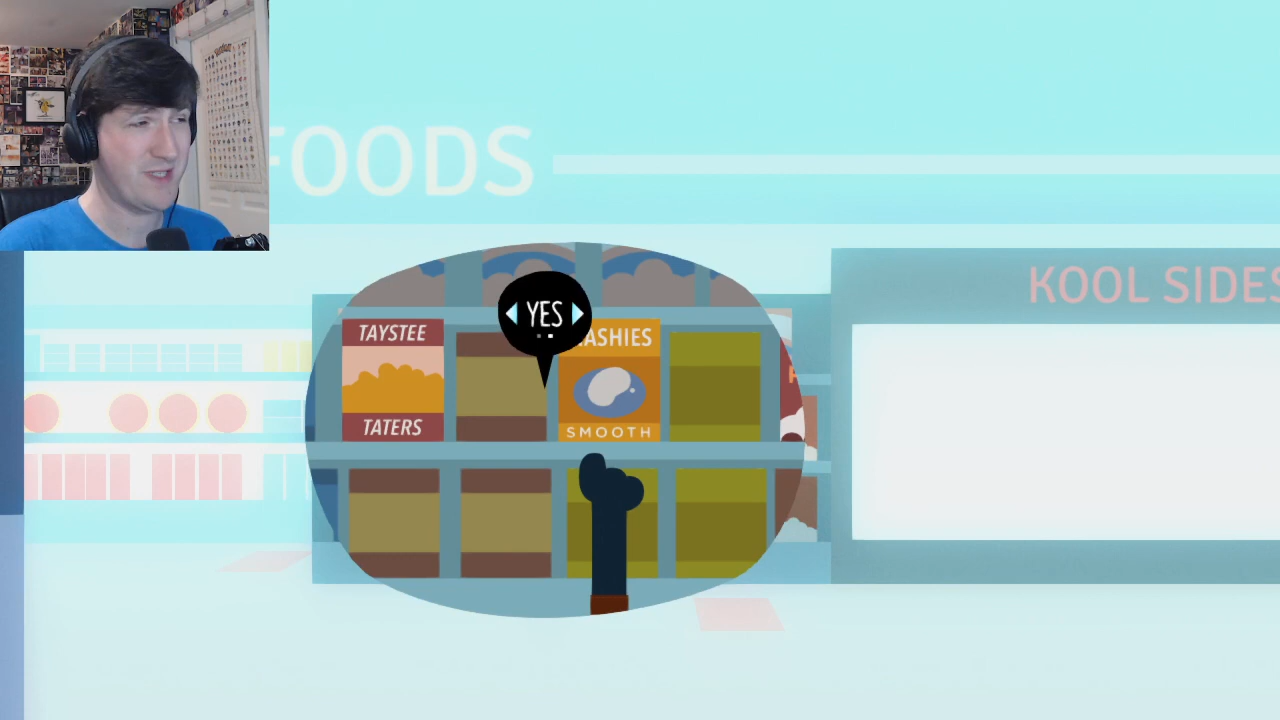 FOODS
KOOL SIDES
YES
TAYSTEE
ASHIES
TATERS
SMOOTH